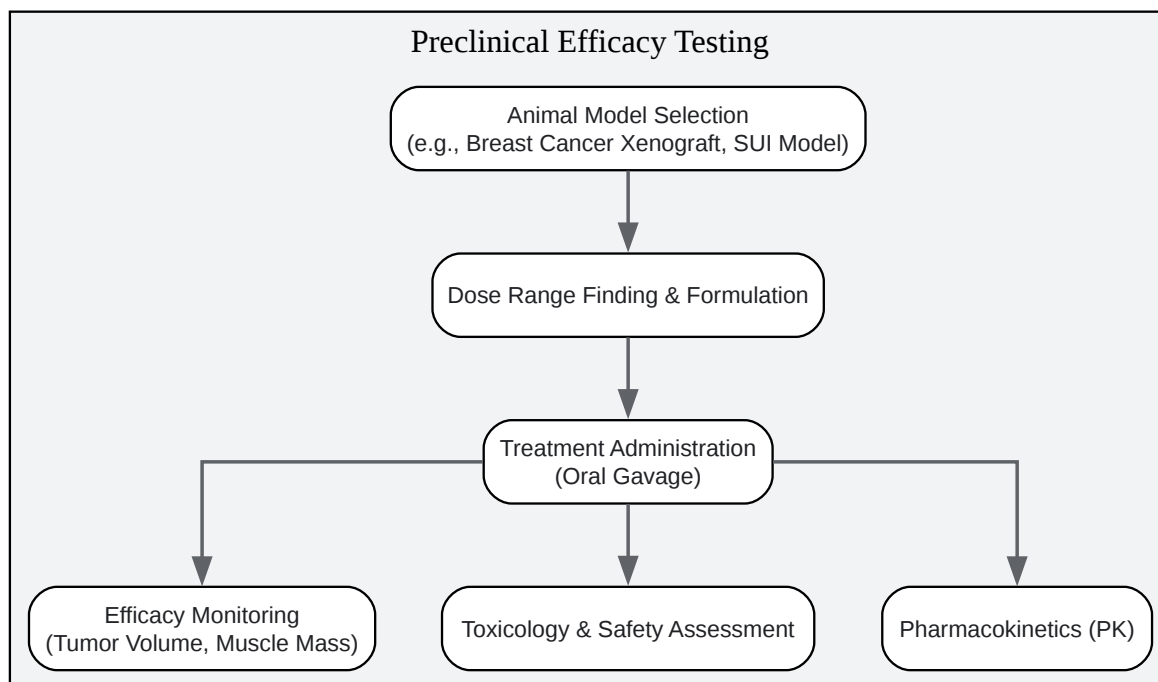 Preclinical Efficacy Testing
Animal Model Selection
(e.g., Breast Cancer Xenograft, SUI Model)
Dose Range Finding & Formulation
Treatment Administration
(Oral Gavage)
Efficacy Monitoring
(Tumor Volume, Muscle Mass)
Toxicology & Safety Assessment
Pharmacokinetics (PK)